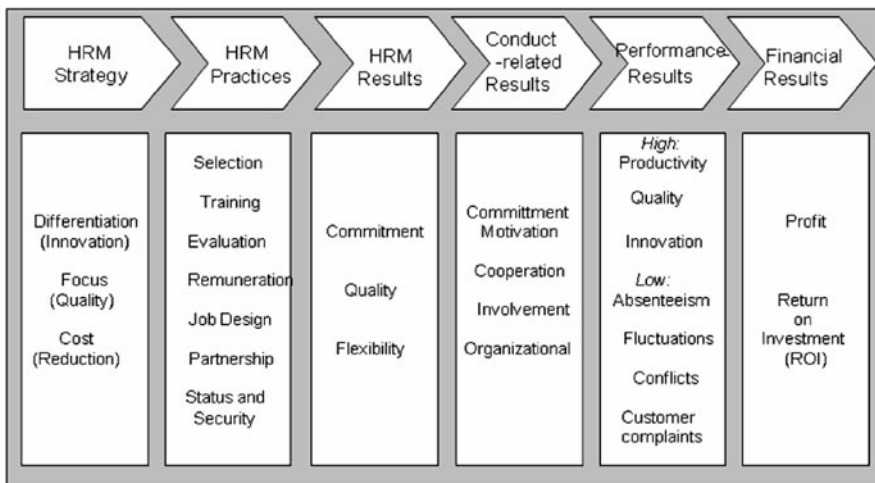 HRM
Strategy
HRM
Practices
HRM
Results
Conduct
-related
Results
Performance
Results
Financial
Results
Differentiation
(Innovation)
Focus
(Quality)
Cost
(Reduction)
Selection
Training
Evaluation
Remuneration
Job Design
Partnership
Status and
Security
Commitment
Quality
Flexibility
Committment
Motivation
Cooperation
Involvement
Organizational
High:
Productivity
Quality
Innovation
Low:
Absenteeism
Fluctuations
Conflicts
Customer
complaints
Profit
Return
on
Investment
(ROI)